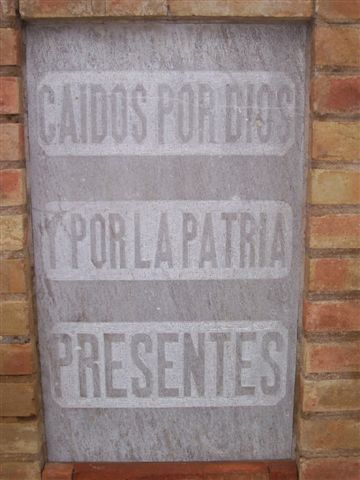 CAIDOS POR DIOS
Y POR LA PATRIA
PRESENTES